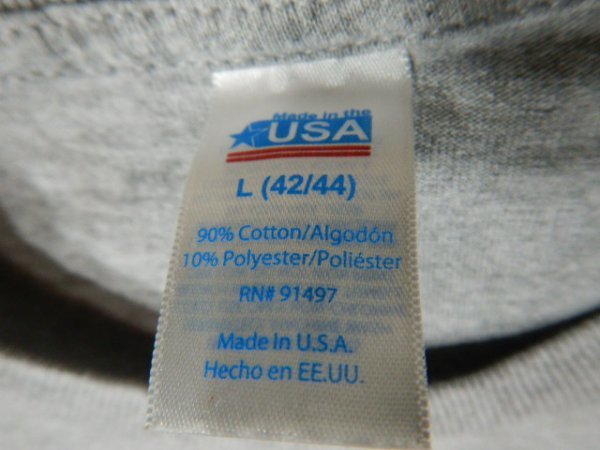 Made in the
USA
L (42/44)
90% Cotton/Algodón
10% Polyester/Poliéster
RN# 91497
Made In U.S.A.
Hecho en EE.UU.